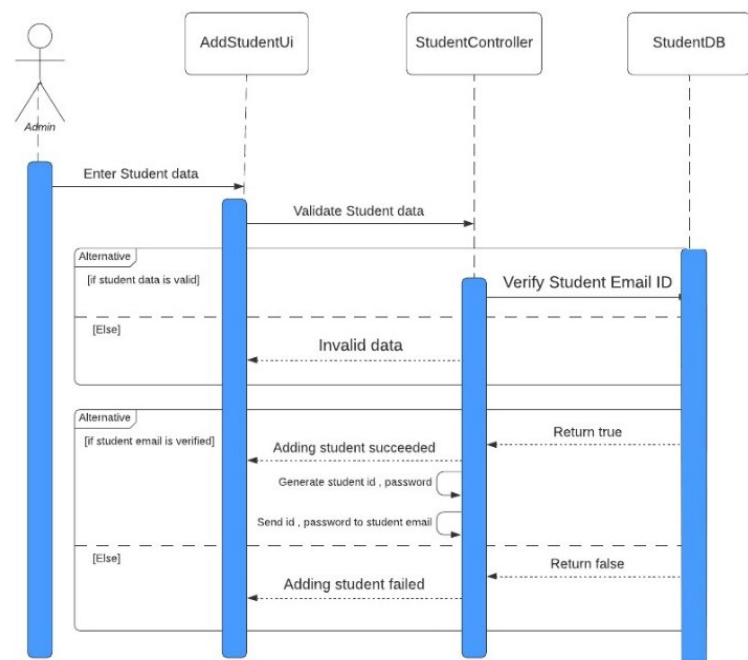 AddStudentUi
StudentController
StudentDB
Admin
Enter Student data
Validate Student data
Alternative
[if student data is valid]
Verify Student Email ID
[Else]
Invalid data
Alternative
[if student email is verified]
Return true
Adding student succeeded
Generate student id , password
Send id , password to student email
[Else]
Return false
Adding student failed